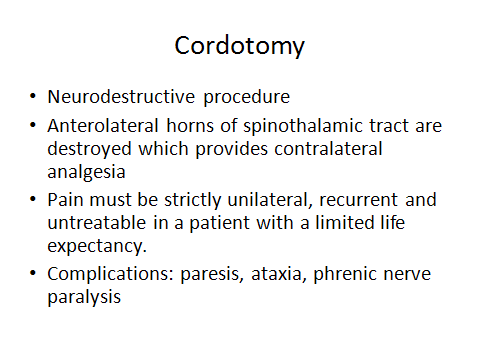 Cordotomy
• Neurodestructive procedure
• Anterolateral horns of spinothalamic tract are
destroyed which provides contralateral
analgesia
• Pain must be strictly unilateral, recurrent and
untreatable in a patient with a limited life
expectancy.
• Complications: paresis, ataxia, phrenic nerve
paralysis